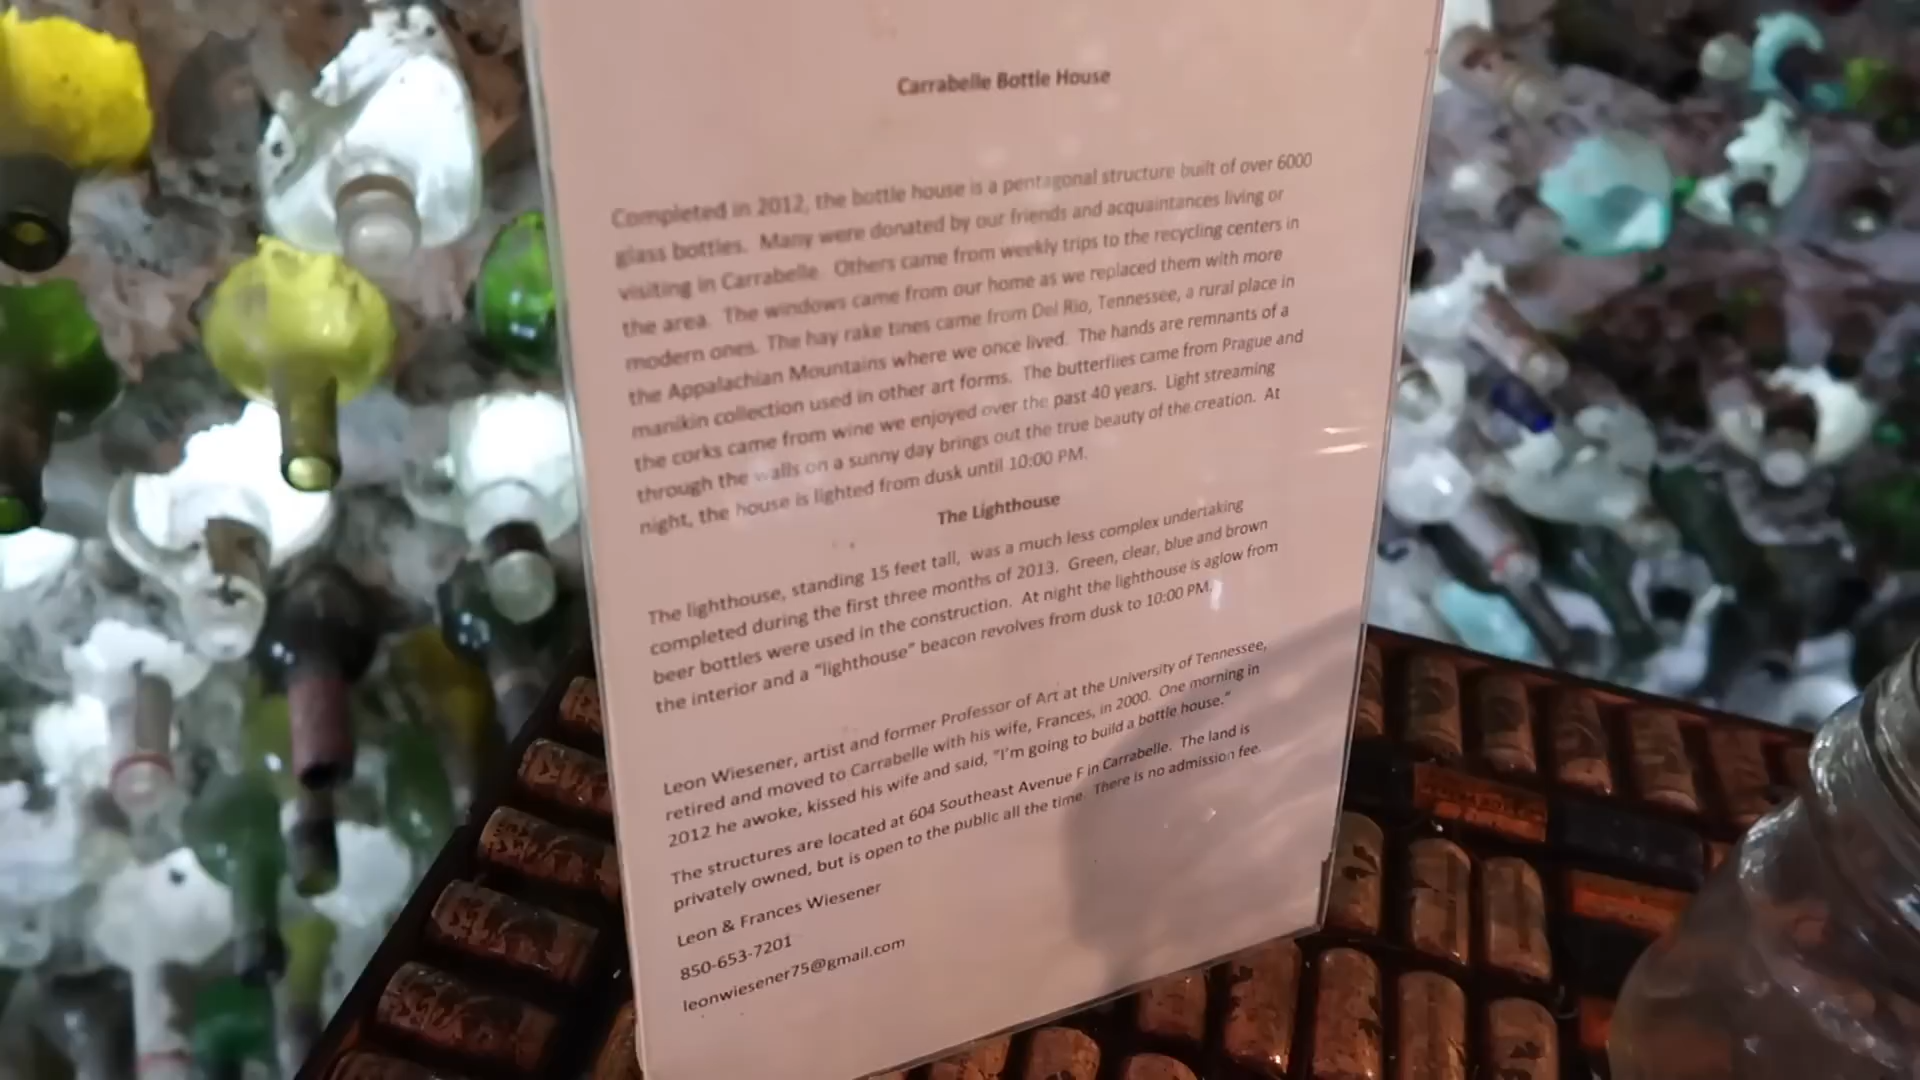 Carrabelle Bottle House
Completed in 2012, the bottle house is a pentagonal structure built of over 6000
glass bottles. Many were donated by our friends and acquaintances living or
visiting in Carrabelle. Others came from weekly trips to the recycling centers in
the area. The windows came from our home as we replaced them with more
modern ones. The hay rake tines came from Del Rio, Tennessee, a rural place in
the Appalachian Mountains where we once lived. The hands are remnants of a
manikin collection used in other art forms. The butterflies came from Prague and
the corks came from wine we enjoyed over the past 40 years. Light streaming
through the walls on a sunny day brings out the true beauty of the creation. At
night, the house is lighted from dusk until 10:00 PM.
The Lighthouse
The lighthouse, standing 15 feet tall, was a much less complex undertaking
completed during the first three months of 2013. Green, clear, blue and brown
beer bottles were used in the construction. At night the lighthouse is aglow from
the interior and a "lighthouse" beacon revolves from dusk to 10:00 PM.
Leon Wiesener, artist and former Professor of Art at the University of Tennessee,
retired and moved to Carrabelle with his wife, Frances, in 2000. One morning in
2012 he awoke, kissed his wife and said, "I'm going to build a bottle house."
The structures are located at 604 Southeast Avenue F in Carrabelle. The land is
privately owned, but is open to the public all the time. There is no admission fee.
Leon & Frances Wiesener
850-653-7201
leonwiesener75@gmail.com